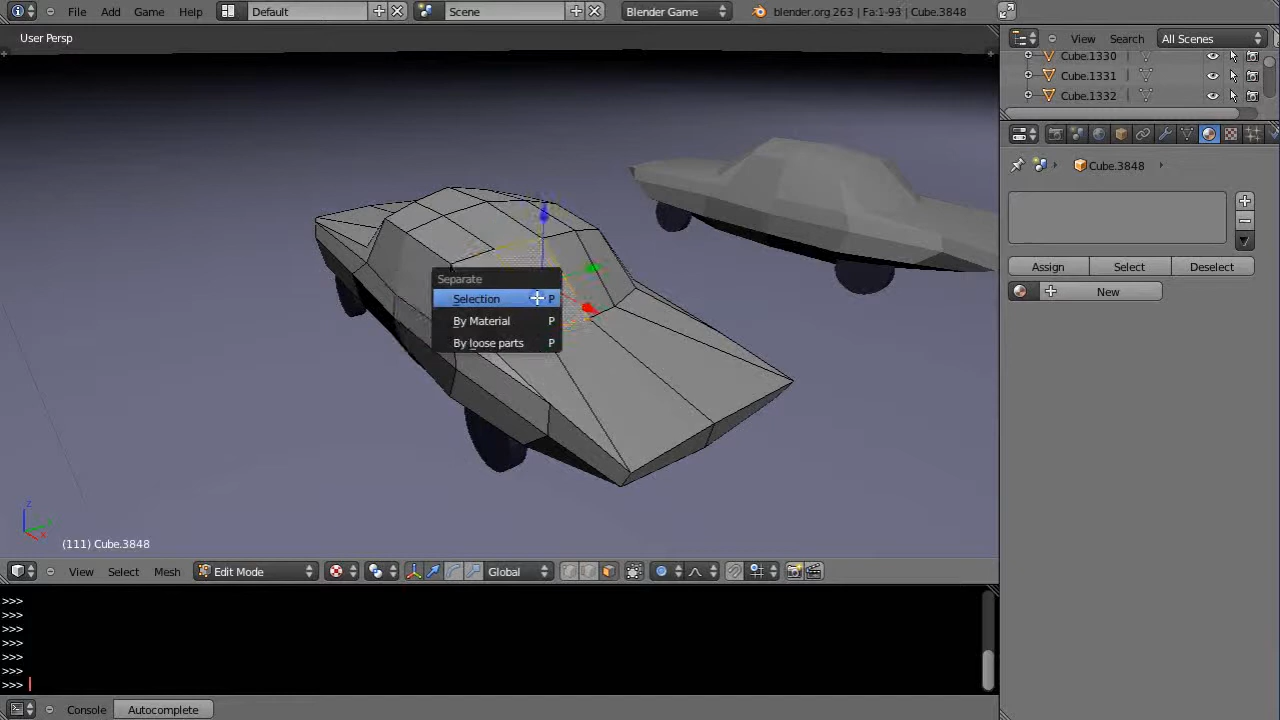 File Add Game Help Default Scene Blender Game blender.org 263 | Fa:1-93 | Cube.3848
User Persp
View Search All Scenes
Cube.1330
Cube.1331
Cube.1332
Cube.3848
Assign Select Deselect
New
Separate
Selection P
By Material P
By loose parts P
z
y
x
(111) Cube.3848
View Select Mesh Edit Mode Global
>>>
>>>
>>>
>>>
>>>
>>>
>>>
Console Autocomplete